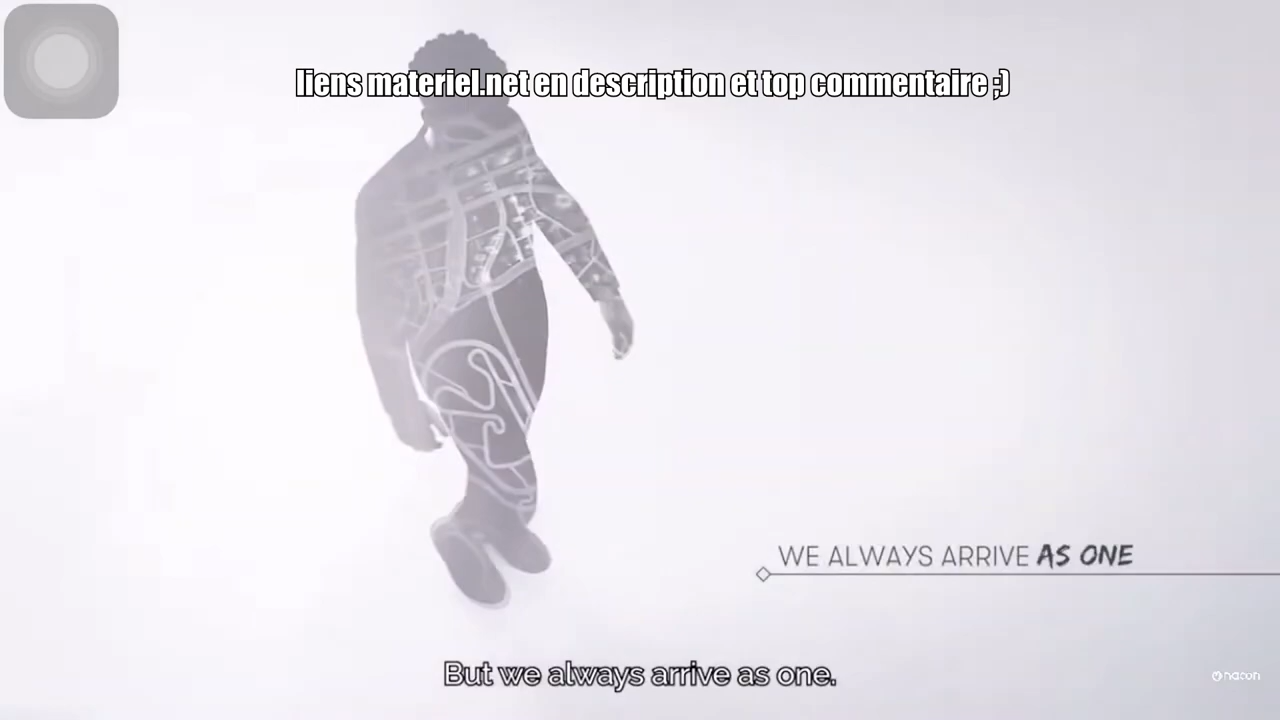 liens materiel.net en description et top commentaire ;)
WE ALWAYS ARRIVE AS ONE
But we always arrive as one.
nacon